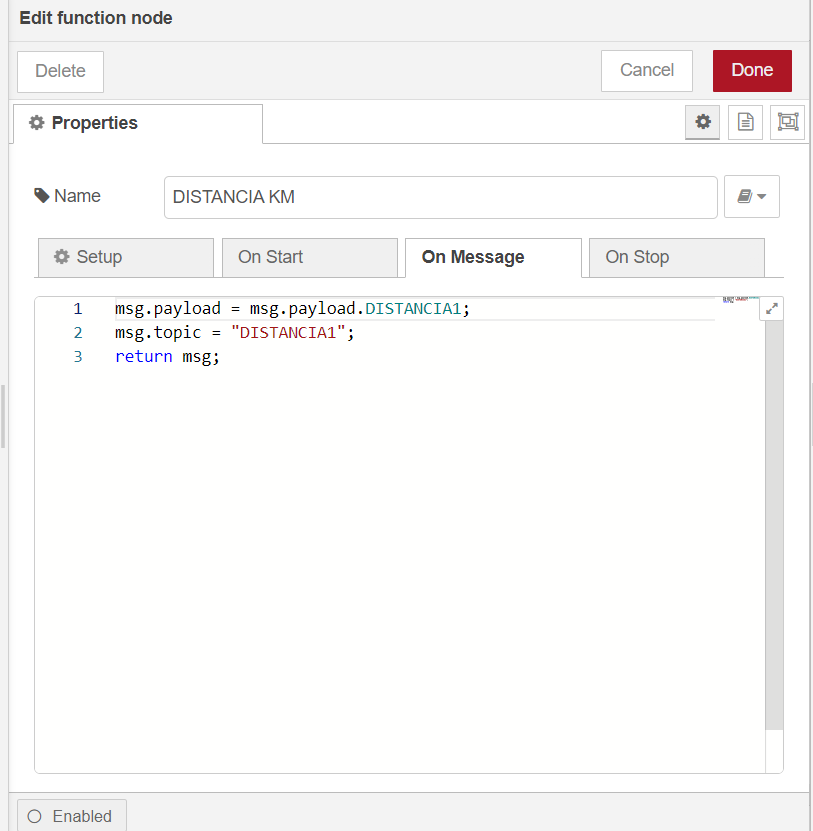 Edit function node
Delete
Cancel
Done
Properties
Name
DISTANCIA KM
Setup
On Start
On Message
On Stop
1 msg.payload = msg.payload.DISTANCIA1;
2 msg.topic = "DISTANCIA1";
3 return msg;
Enabled